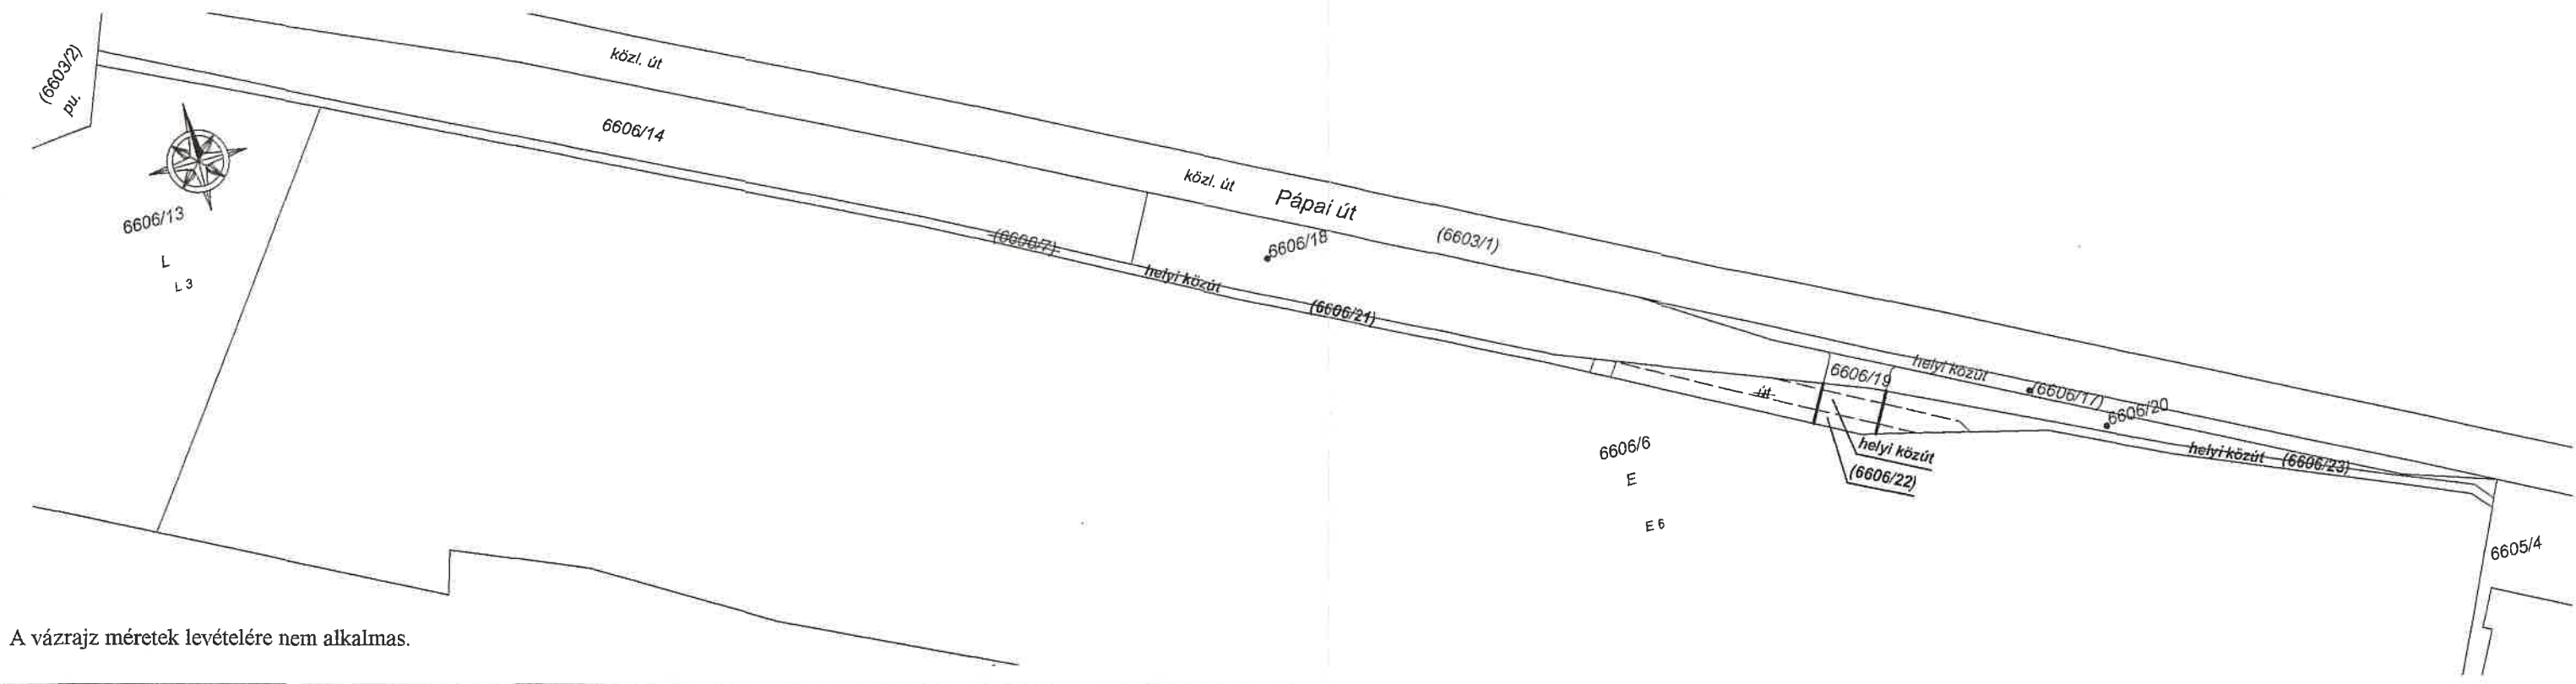 (6603/2)
pu.
közl. út
6606/14
6606/13
L
L 3
közl. út
Pápai út
(6603/1)
(6606/7)
helyi közút
6606/18
(6606/21)
helyi közút
(6606/17)
6606/19
6606/20
út
helyi közút
(6606/22)
helyi közút
(6606/23)
6606/6
E
E 6
6605/4
A vázrajz méretek levételére nem alkalmas.